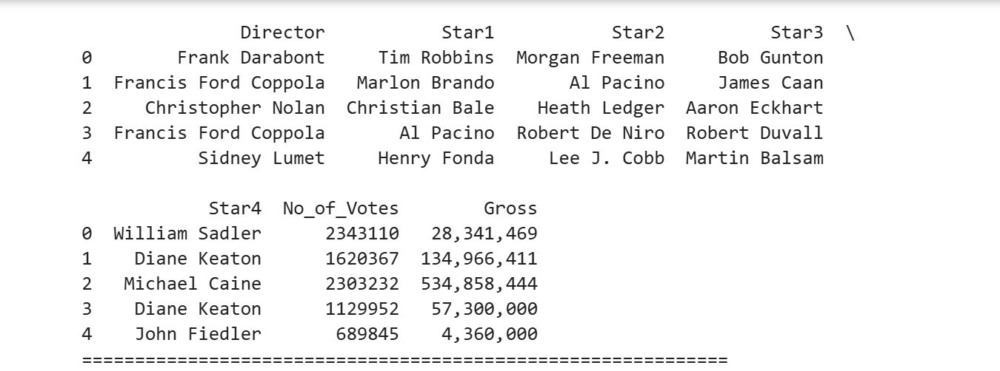 Director Star1 Star2 Star3 \
0 Frank Darabont Tim Robbins Morgan Freeman Bob Gunton
1 Francis Ford Coppola Marlon Brando Al Pacino James Caan
2 Christopher Nolan Christian Bale Heath Ledger Aaron Eckhart
3 Francis Ford Coppola Al Pacino Robert De Niro Robert Duvall
4 Sidney Lumet Henry Fonda Lee J. Cobb Martin Balsam
Star4 No_of_Votes Gross
0 William Sadler 2343110 28,341,469
1 Diane Keaton 1620367 134,966,411
2 Michael Caine 2303232 534,858,444
3 Diane Keaton 1129952 57,300,000
4 John Fiedler 689845 4,360,000
=============================================================